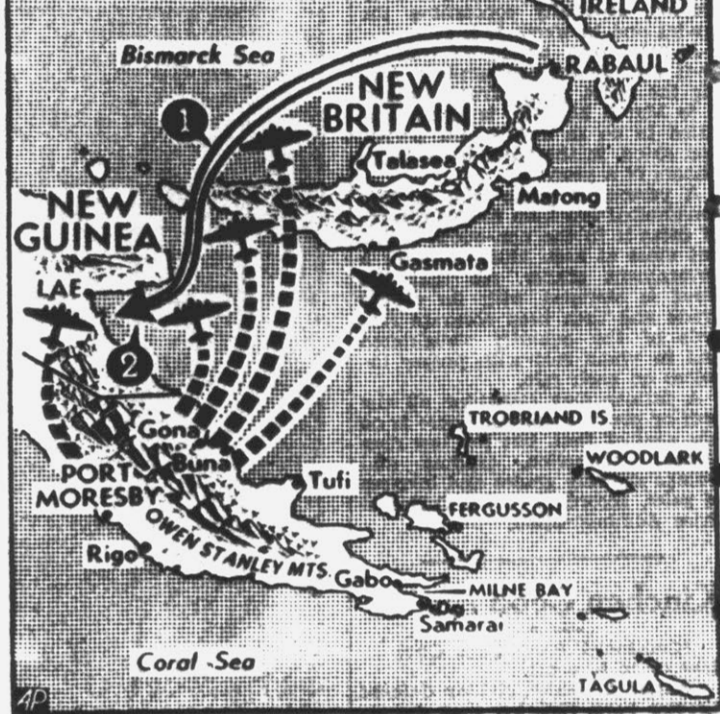 IRELAND
Bismarck Sea
RABAUL
NEW
BRITAIN
1
Talasea
Matong
NEW
GUINEA
Gasmata
LAE
2
TROBRIAND IS
Gona
Buna
WOODLARK
PORT
MORESBY
Tufi
FERGUSSON
OWEN STANLEY MTS.
Rigo
Gabo
MILNE BAY
Samarai
Coral Sea
TAGULA
AP